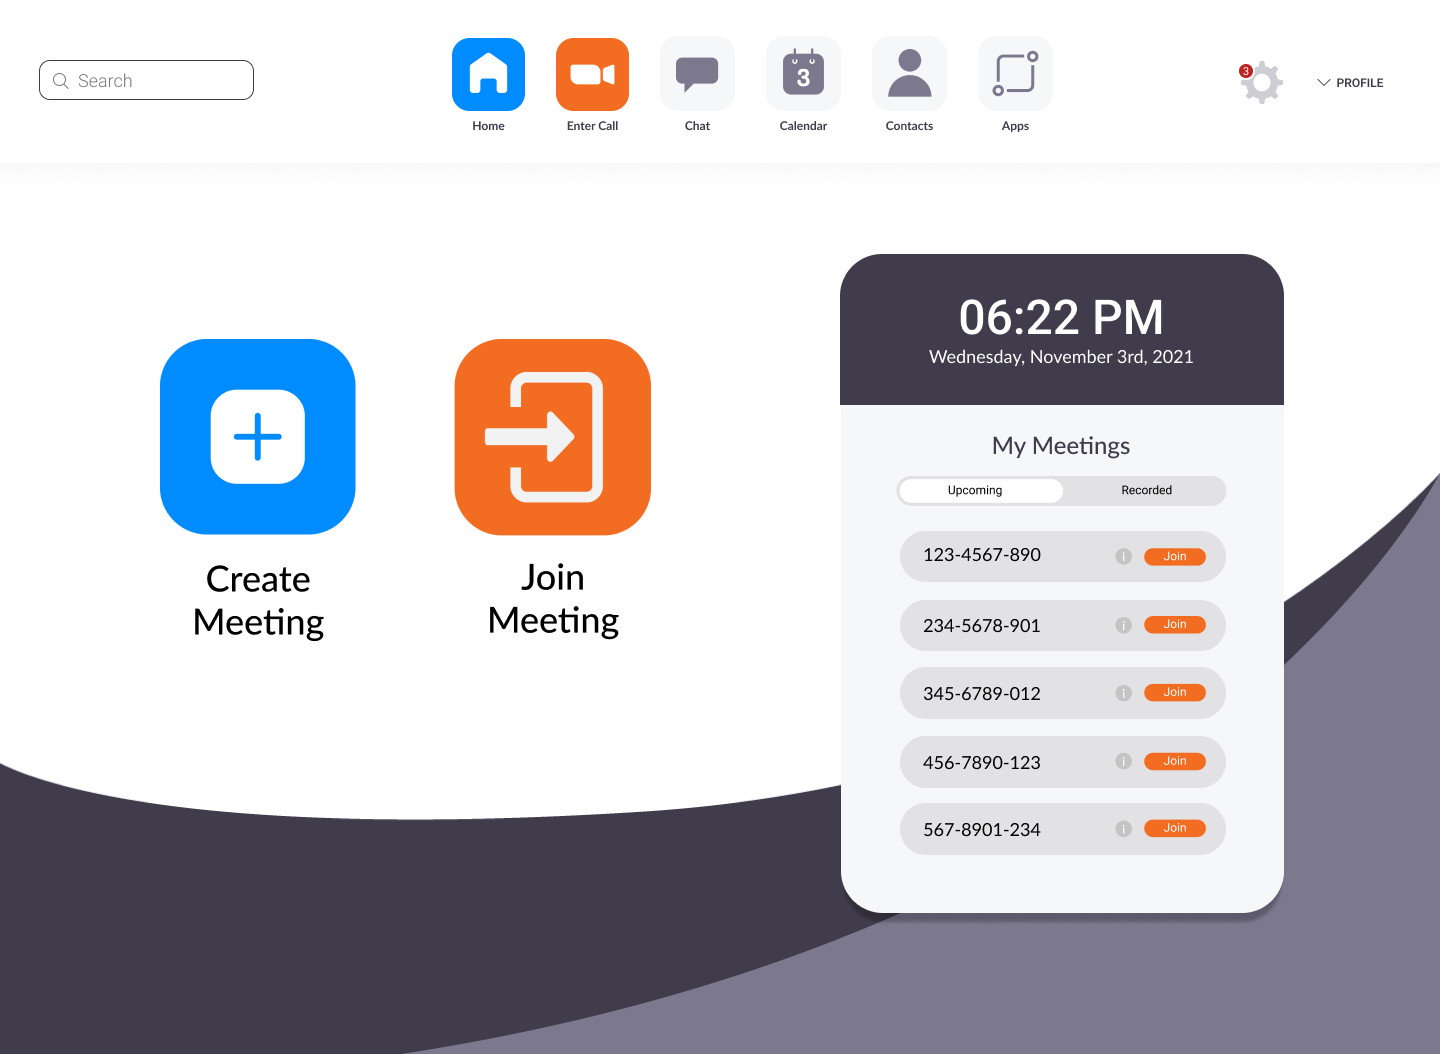 Search
Home
Enter Call
Chat
3
Calendar
Contacts
Apps
3
PROFILE
Create
Meeting
Join
Meeting
06:22 PM
Wednesday, November 3rd, 2021
My Meetings
Upcoming
Recorded
123-4567-890
i
Join
234-5678-901
i
Join
345-6789-012
i
Join
456-7890-123
i
Join
567-8901-234
i
Join